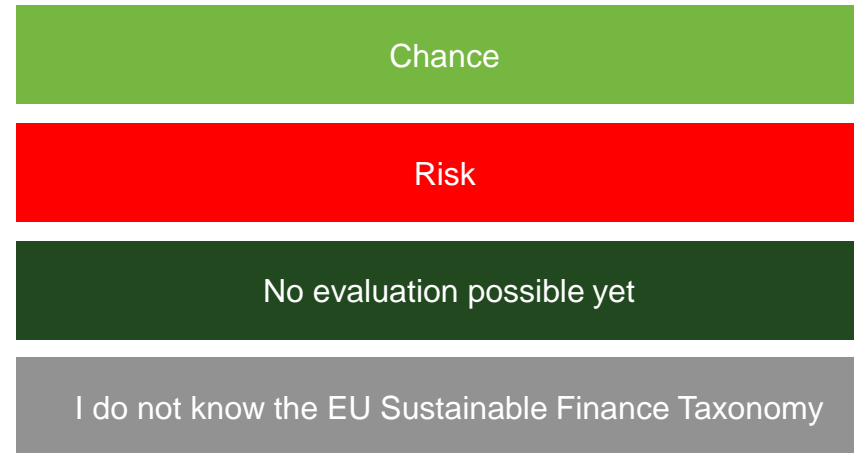 Chance
Risk
No evaluation possible yet
I do not know the EU Sustainable Finance Taxonomy